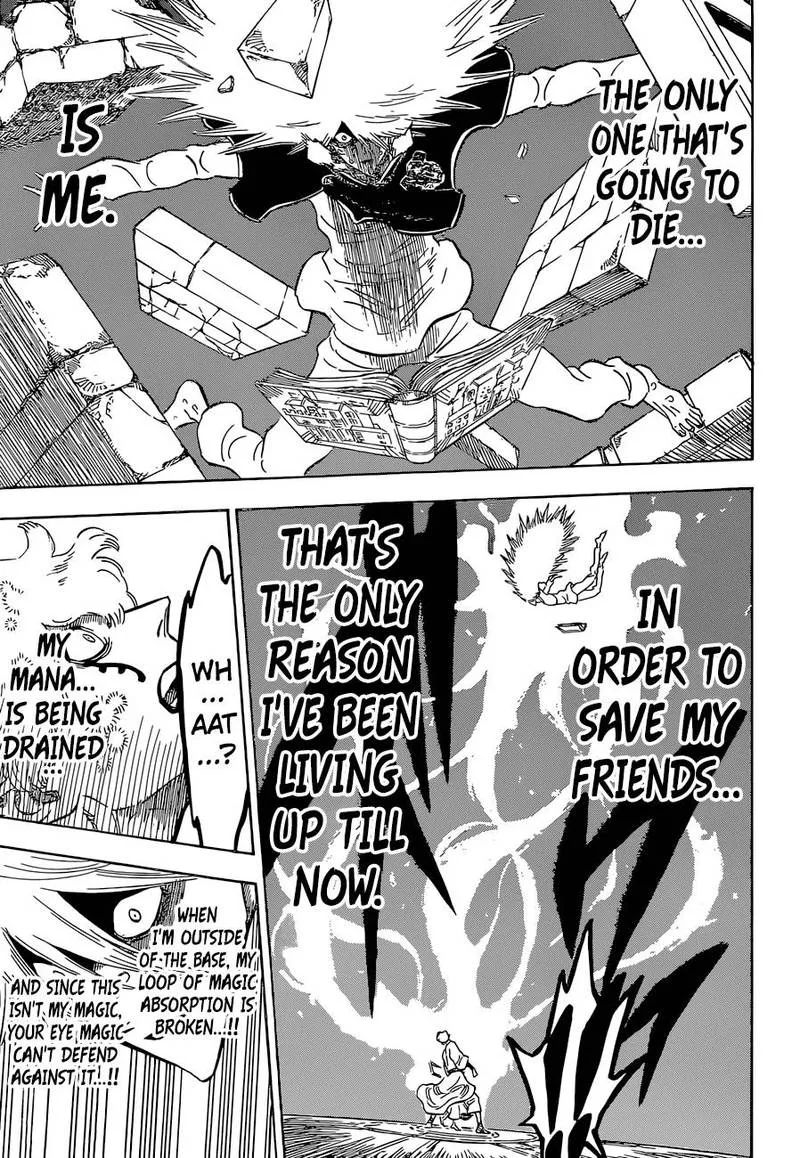 THE ONLY
ONE THAT'S
GOING TO
DIE...
IS
ME.
IN
ORDER TO
SAVE MY
FRIENDS...
THAT'S
THE ONLY
REASON
I'VE BEEN
LIVING
UP TILL
NOW.
WH
...
AAT
...?
MY
MANA...
IS BEING
DRAINED
...
WHEN
I'M OUTSIDE
OF THE BASE, MY
LOOP OF MAGIC
ABSORPTION IS
BROKEN...!!
AND SINCE THIS
ISN'T MY MAGIC,
YOUR EYE MAGIC
CAN'T DEFEND
AGAINST IT...!!